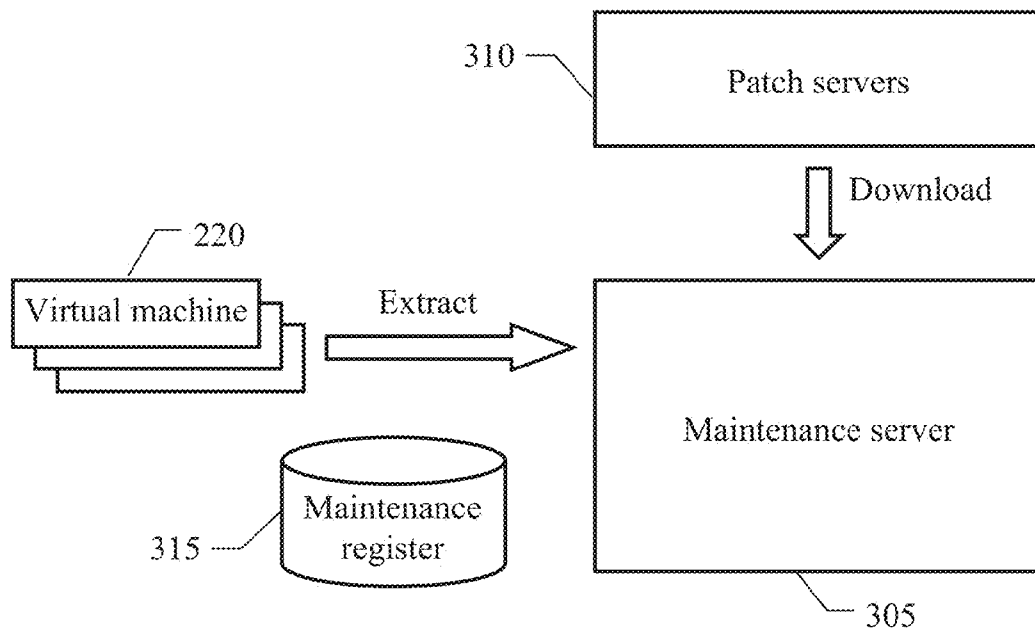 310
Patch servers
Download
220
Virtual machine
Extract
Maintenance server
Maintenance
register
315
305